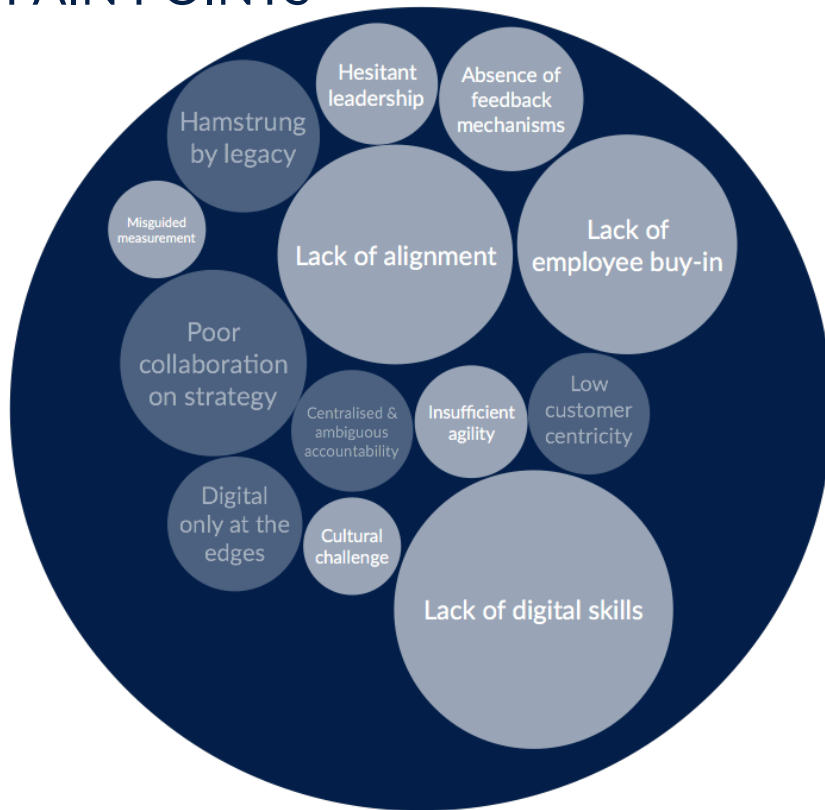 PAIN POINTS
Hesitant
leadership
Absence of
feedback
mechanisms
Hamstrung
by legacy
Misguided
measurement
Lack of alignment
Lack of
employee buy-in
Poor
collaboration
on strategy
Centralised &
ambiguous
accountability
Insufficient
agility
Low
customer
centricity
Digital
only at the
edges
Cultural
challenge
Lack of digital skills